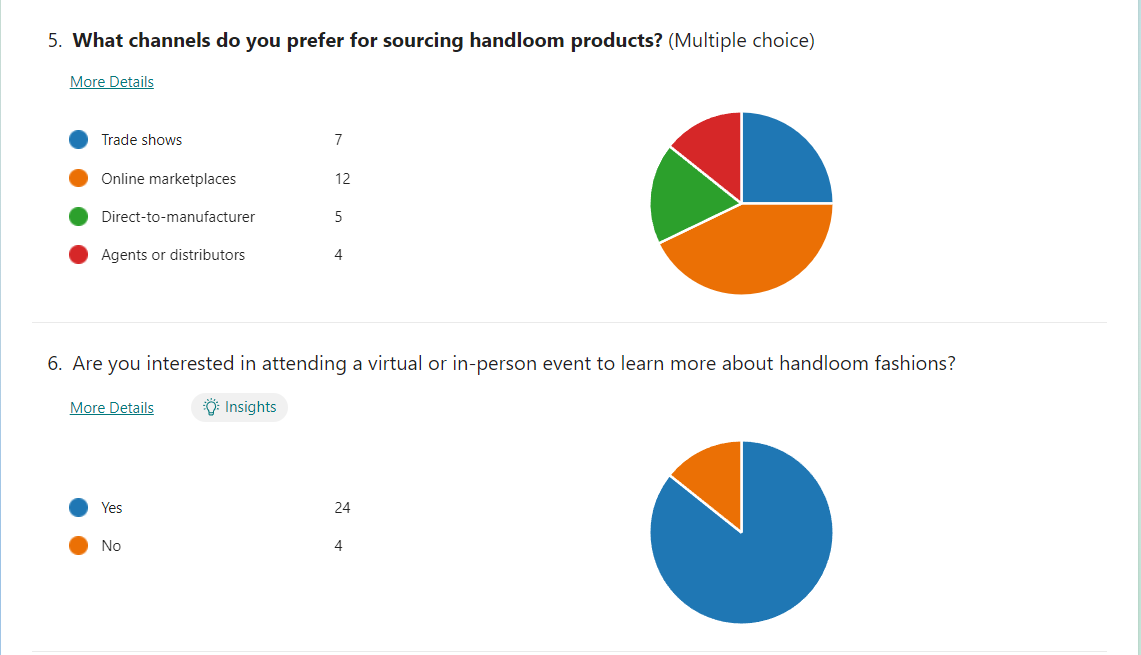 5. What channels do you prefer for sourcing handloom products? (Multiple choice)
More Details
Trade shows 7
Online marketplaces 12
Direct-to-manufacturer 5
Agents or distributors 4
6. Are you interested in attending a virtual or in-person event to learn more about handloom fashions?
More Details Insights
Yes 24
No 4